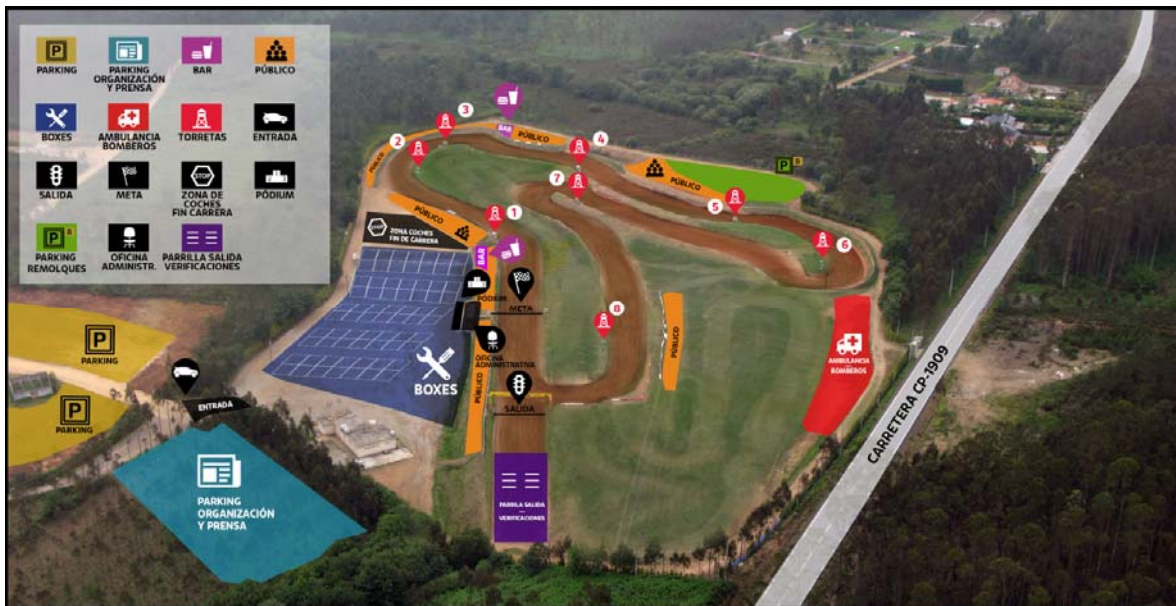 P
PARKING
PARKING
ORGANIZACIÓN
Y PRENSA
BAR
PÚBLICO
BOXES
AMBULANCIA
BOMBEROS
TORRETAS
ENTRADA
SALIDA
META
STOP
ZONA DE
COCHES
FIN CARRERA
PÓDIUM
P
PARKING
REMOLQUES
OFICINA
ADMINISTR.
PARRILLA SALIDA
VERIFICACIONES
3
2
PÚBLICO
BAR
PÚBLICO
4
7
PÚBLICO
P
5
6
1
PÚBLICO
STOP
ZONA COCHES
FIN DE CARRERA
BAR
PÓDIUM
META
8
PÚBLICO
OFICINA
ADMINISTRATIVA
BOXES
PÚBLICO
SALIDA
AMBULANCIA
BOMBEROS
P
PARKING
P
PARKING
ENTRADA
PARKING
ORGANIZACIÓN
Y PRENSA
PARRILA SALIDA
VERIFICACIONES
CARRETERA CP-1909